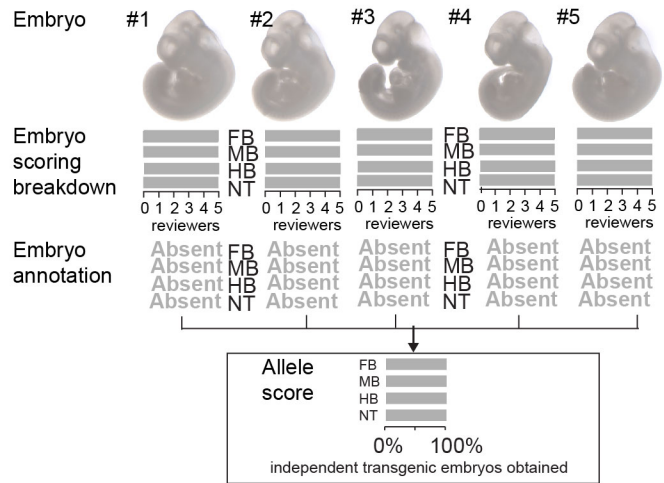 Embryo #1 #2 #3 #4 #5
Embryo scoring breakdown
FB FB
MB MB
HB HB
NT NT
0 1 2 3 4 5 0 1 2 3 4 5 0 1 2 3 4 5 0 1 2 3 4 5 0 1 2 3 4 5
reviewers reviewers reviewers reviewers reviewers
Embryo annotation
Absent FB Absent Absent FB Absent Absent
Absent MB Absent Absent MB Absent Absent
Absent HB Absent Absent HB Absent Absent
Absent NT Absent Absent NT Absent Absent
Allele score
FB
MB
HB
NT
0% 100%
independent transgenic embryos obtained